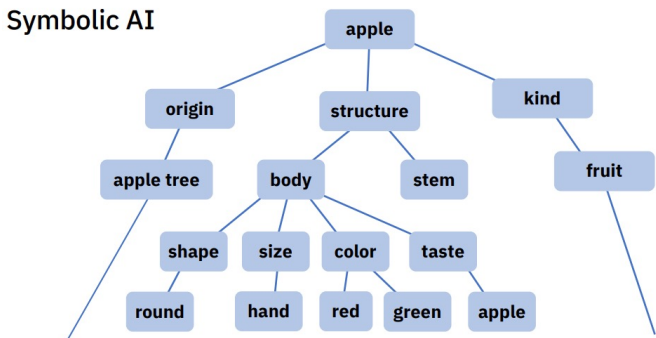 Symbolic AI
apple
origin
structure
kind
apple tree
body
stem
fruit
shape
size
color
taste
round
hand
red
green
apple